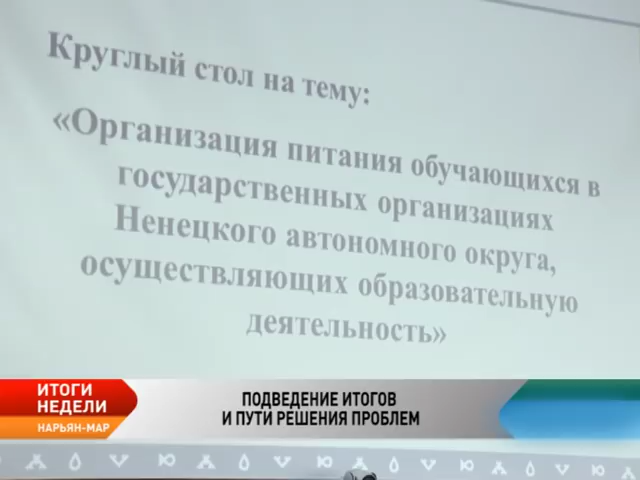 Круглый стол на тему:
«Организация питания обучающихся в
государственных организациях
Ненецкого автономного округа,
осуществляющих образовательную
деятельность»
ИТОГИ
НЕДЕЛИ
НАРЬЯН-МАР
ПОДВЕДЕНИЕ ИТОГОВ
И ПУТИ РЕШЕНИЯ ПРОБЛЕМ